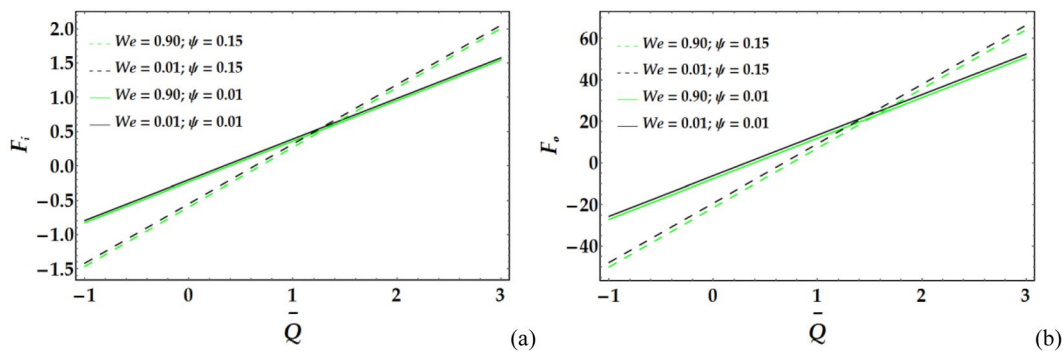 2.0
1.5
1.0
0.5
0.0
−0.5
−1.0
−1.5
F_i
We = 0.90; ψ = 0.15
We = 0.01; ψ = 0.15
We = 0.90; ψ = 0.01
We = 0.01; ψ = 0.01
−1 0 1 2 3
Q̄
(a)
60
40
20
0
−20
−40
F_o
We = 0.90; ψ = 0.15
We = 0.01; ψ = 0.15
We = 0.90; ψ = 0.01
We = 0.01; ψ = 0.01
−1 0 1 2 3
Q̄
(b)